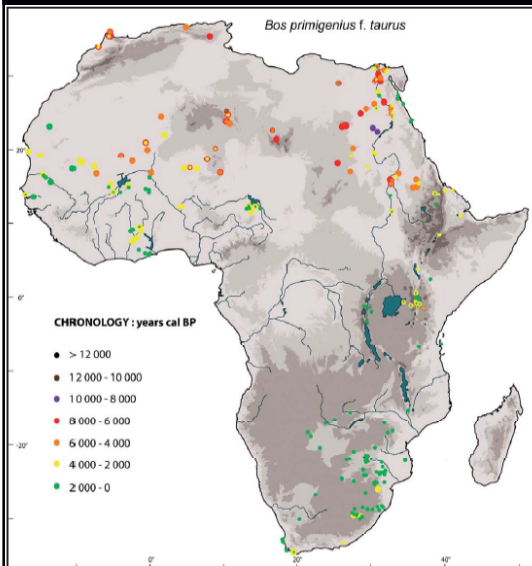 Bos primigenius f. taurus
20°
0°
CHRONOLOGY : years cal BP
> 12 000
12 000 - 10 000
10 000 - 8 000
8 000 - 6 000
6 000 - 4 000
4 000 - 2 000
2 000 - 0
-20°
0°
20°
40°